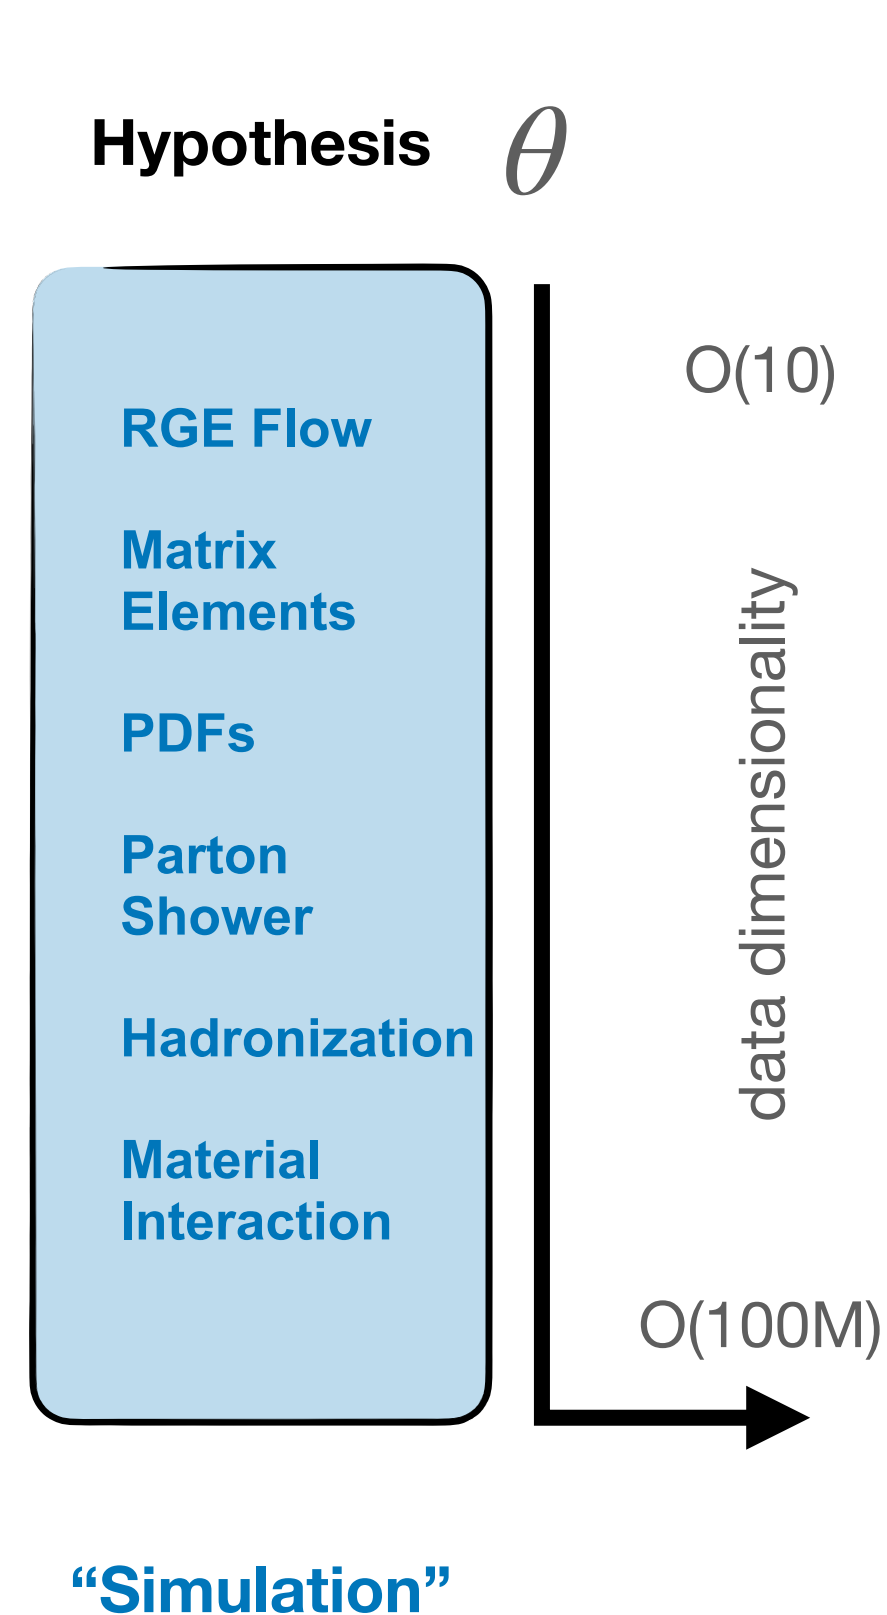 Hypothesis θ
RGE Flow
Matrix
Elements
PDFs
Parton
Shower
Hadronization
Material
Interaction
O(10)
data dimensionality
O(100M)
“Simulation”